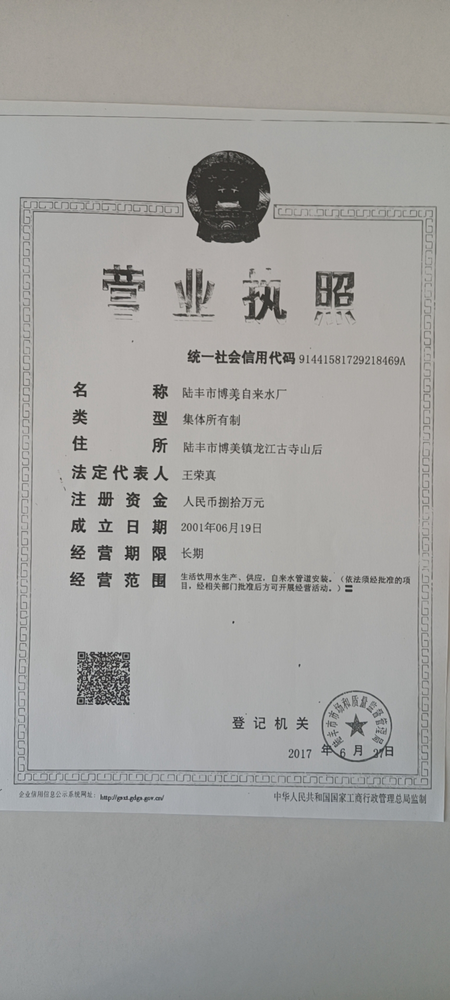 营业执照
统一社会信用代码 91441581729218469A
名称 陆丰市博美自来水厂
类型 集体所有制
住所 陆丰市博美镇龙江古寺山后
法定代表人 王荣真
注册资金 人民币捌拾万元
成立日期 2001年06月19日
经营期限 长期
经营范围 生活饮用水生产、供应，自来水管道安装。（依法须经批准的项
目，经相关部门批准后方可开展经营活动。）〓
陆丰市市场和质量监督管理局
登记机关
2017 年 6 月 27日
企业信用信息公示系统网址： http://gsxt.gdgs.gov.cn/
中华人民共和国国家工商行政管理总局监制